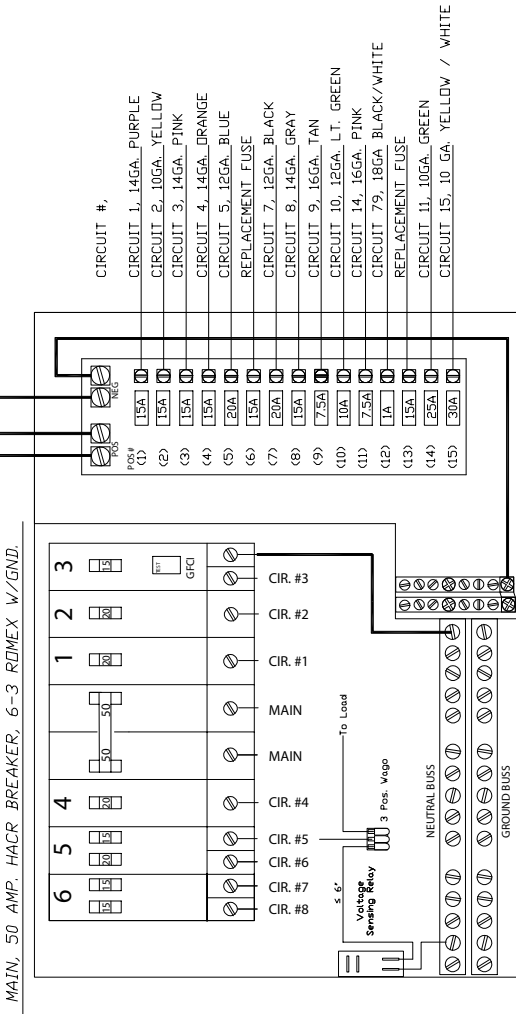 MAIN, 50 AMP. HACR BREAKER, 6-3 ROMEX W/GND.
CIRCUIT #,
CIRCUIT 1, 14GA. PURPLE
CIRCUIT 2, 10GA. YELLOW
CIRCUIT 3, 14GA. PINK
CIRCUIT 4, 14GA. ORANGE
CIRCUIT 5, 12GA. BLUE
REPLACEMENT FUSE
CIRCUIT 7, 12GA. BLACK
CIRCUIT 8, 14GA. GRAY
CIRCUIT 9, 16GA. TAN
CIRCUIT 10, 12GA. LT. GREEN
CIRCUIT 14, 16GA. PINK
CIRCUIT 79, 18GA BLACK/WHITE
REPLACEMENT FUSE
CIRCUIT 11, 10GA. GREEN
CIRCUIT 15, 10 GA. YELLOW / WHITE
POS
NEG
POS#
(1) 15A
(2) 15A
(3) 15A
(4) 15A
(5) 20A
(6) 15A
(7) 20A
(8) 15A
(9) 7.5A
(10) 10A
(11) 7.5A
(12) 1A
(13) 15A
(14) 25A
(15) 30A
6
5
4
1
2
3
15
15
20
15
20
50
50
20
20
15
TEST
GFCI
CIR. #3
CIR. #2
CIR. #1
MAIN
MAIN
CIR. #4
CIR. #5
CIR. #6
CIR. #7
CIR. #8
To Load
3 Pos. Wago
≤ 6'
Voltage
Sensing Relay
NEUTRAL BUSS
GROUND BUSS